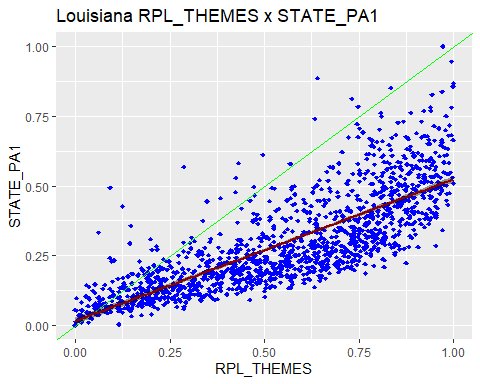 Louisiana RPL_THEMES x STATE_PA1
1.00
0.75
0.50
0.25
0.00
STATE_PA1
0.00 0.25 0.50 0.75 1.00
RPL_THEMES